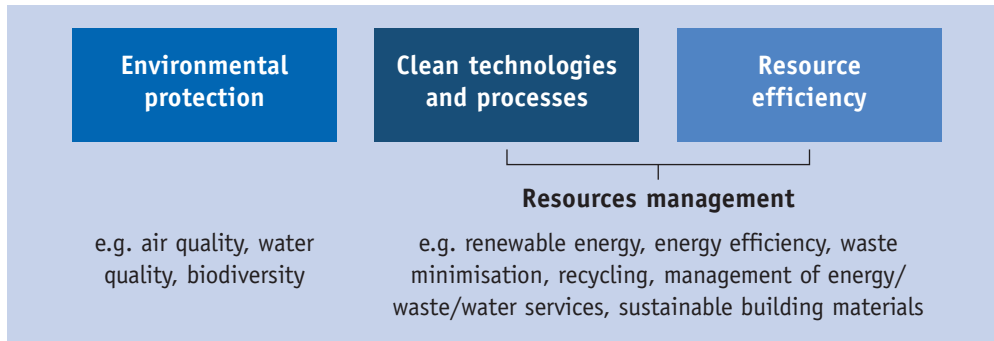 Environmental
protection
Clean technologies
and processes
Resource
efficiency
Resources management
e.g. air quality, water
quality, biodiversity
e.g. renewable energy, energy efficiency, waste
minimisation, recycling, management of energy/
waste/water services, sustainable building materials